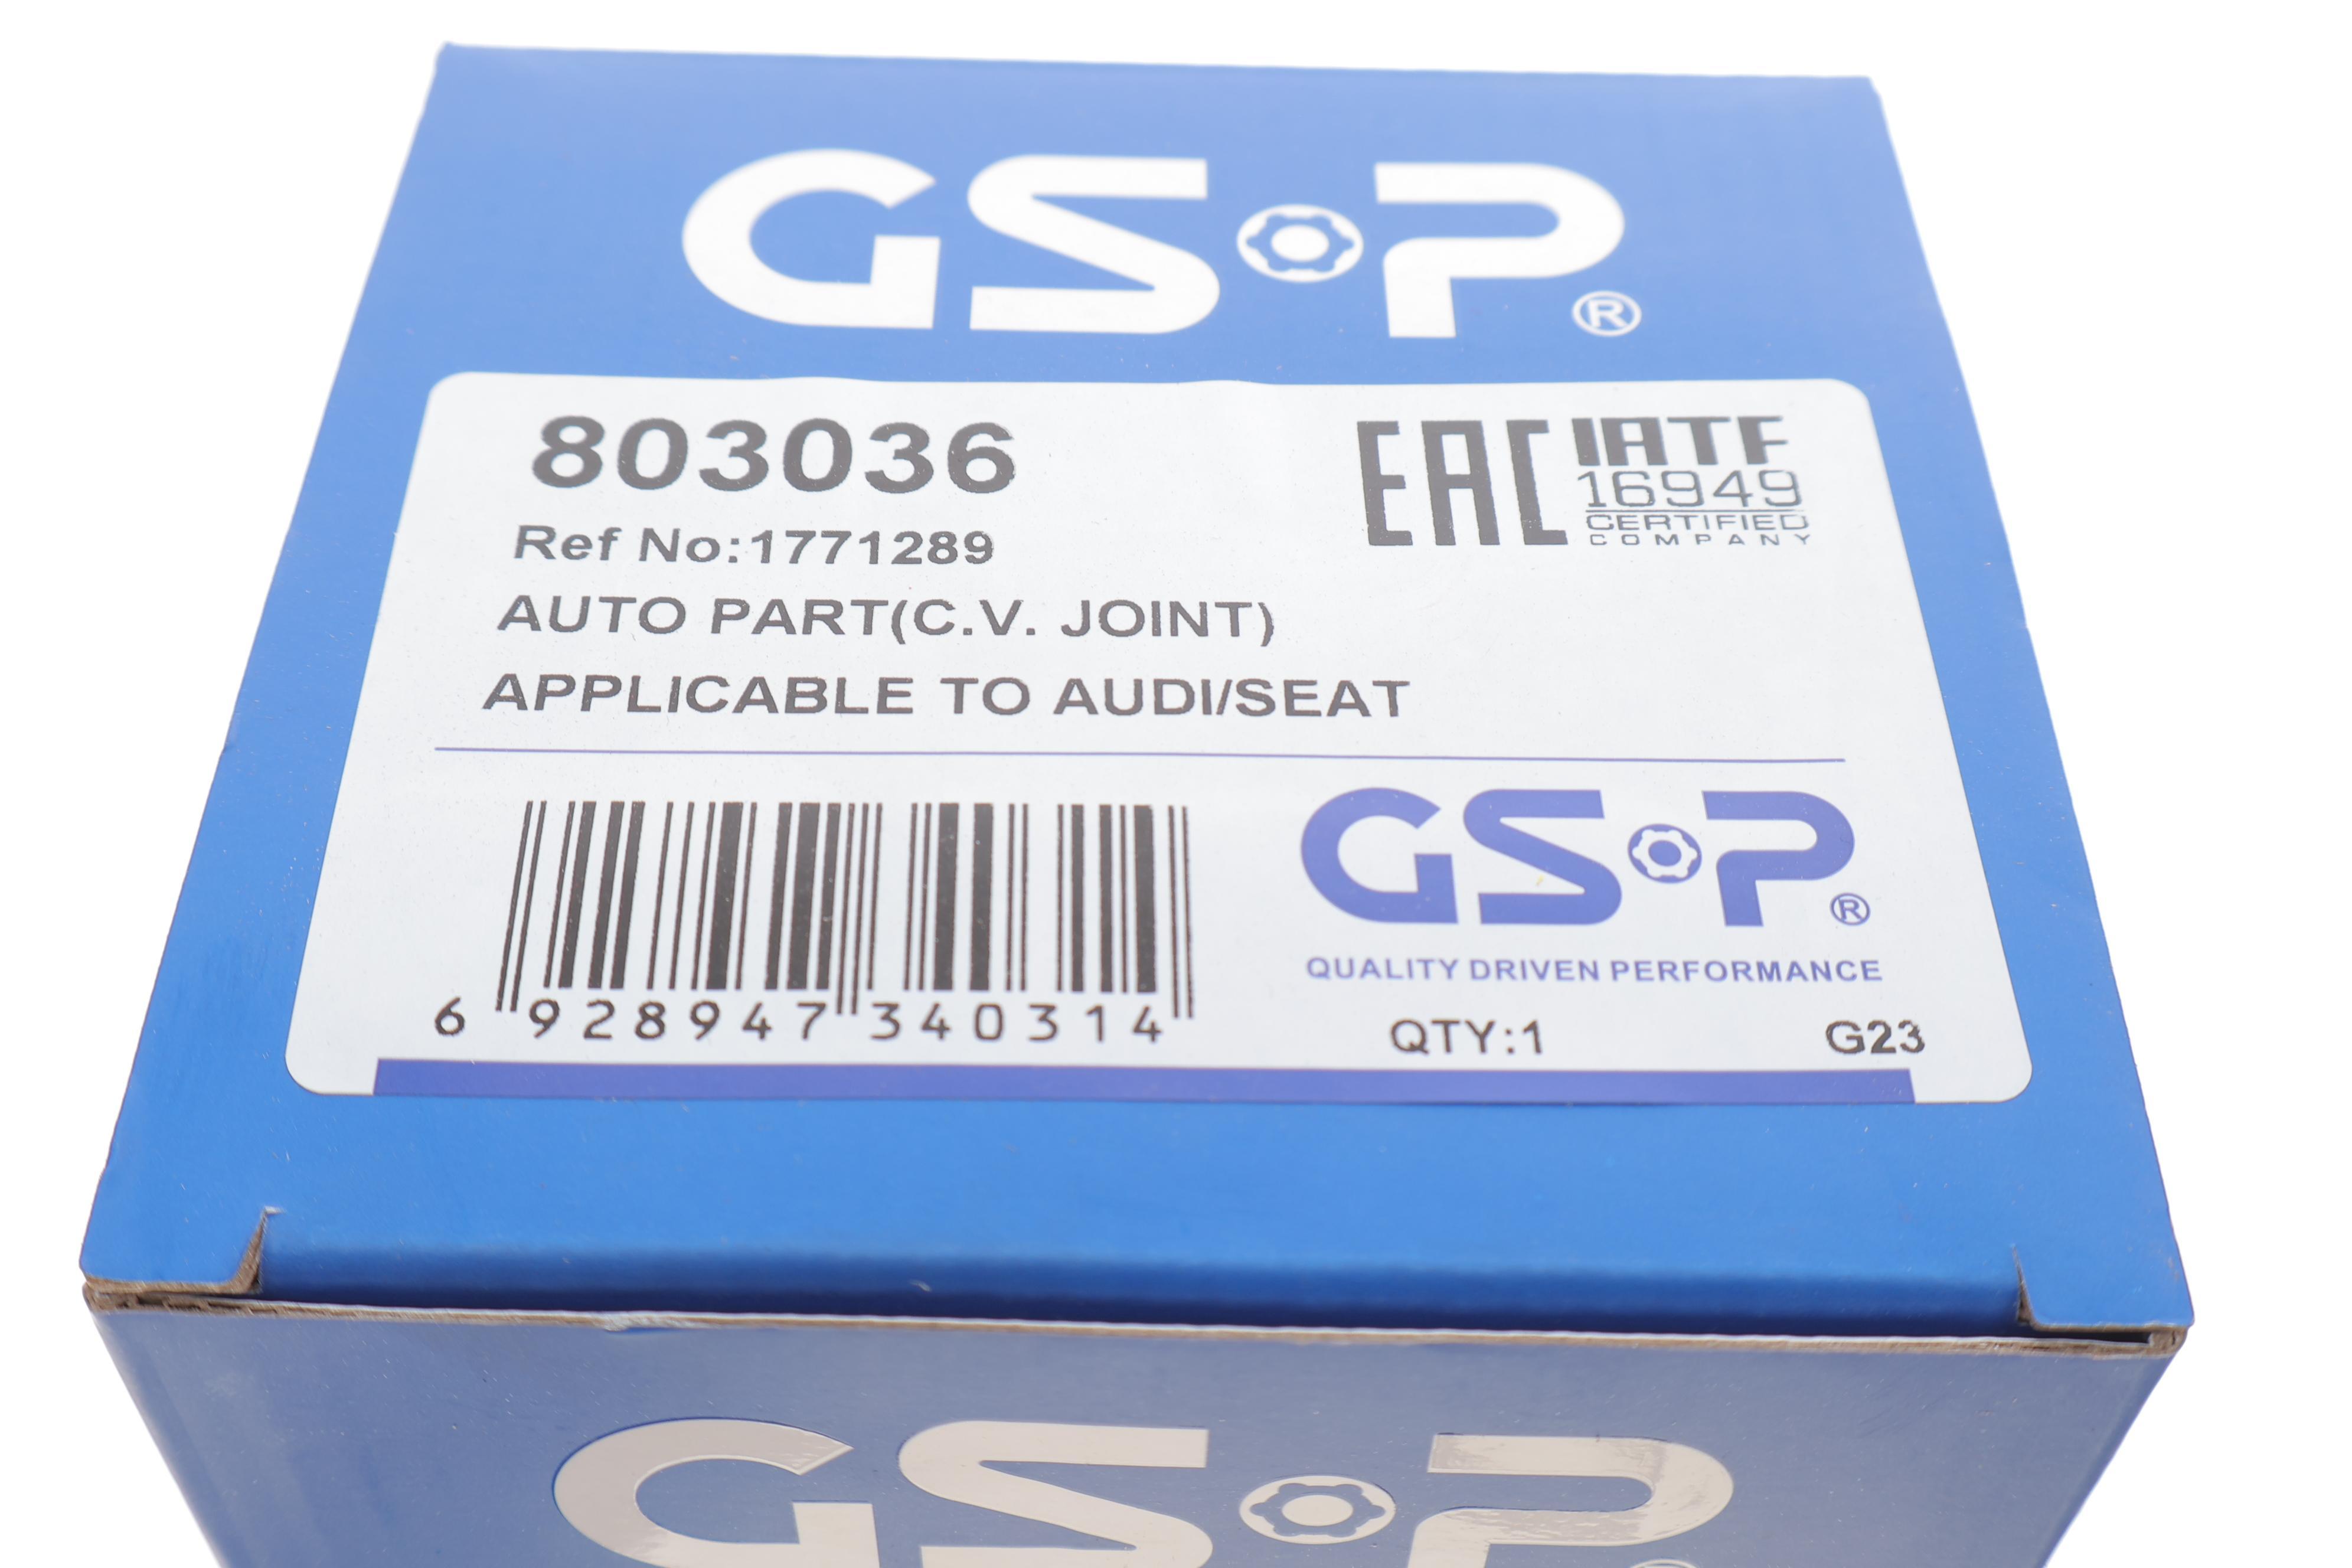 GSP®
803036
EAC
IATF
16949
CERTIFIED
COMPANY
Ref No:1771289
AUTO PART(C.V. JOINT)
APPLICABLE TO AUDI/SEAT
GSP®
QUALITY DRIVEN PERFORMANCE
6 928947 340314
QTY:1
G23
GSP